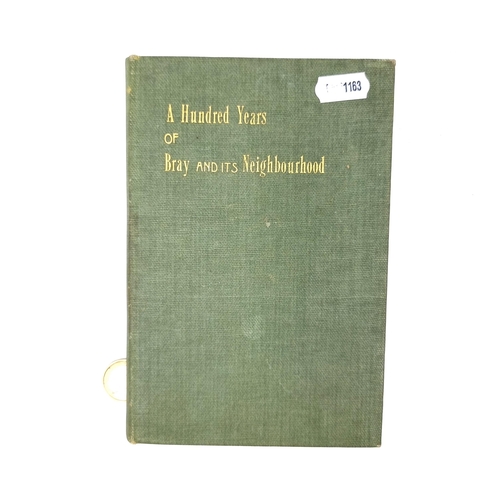 1163
A Hundred Years
OF
Bray AND ITS Neighbourhood